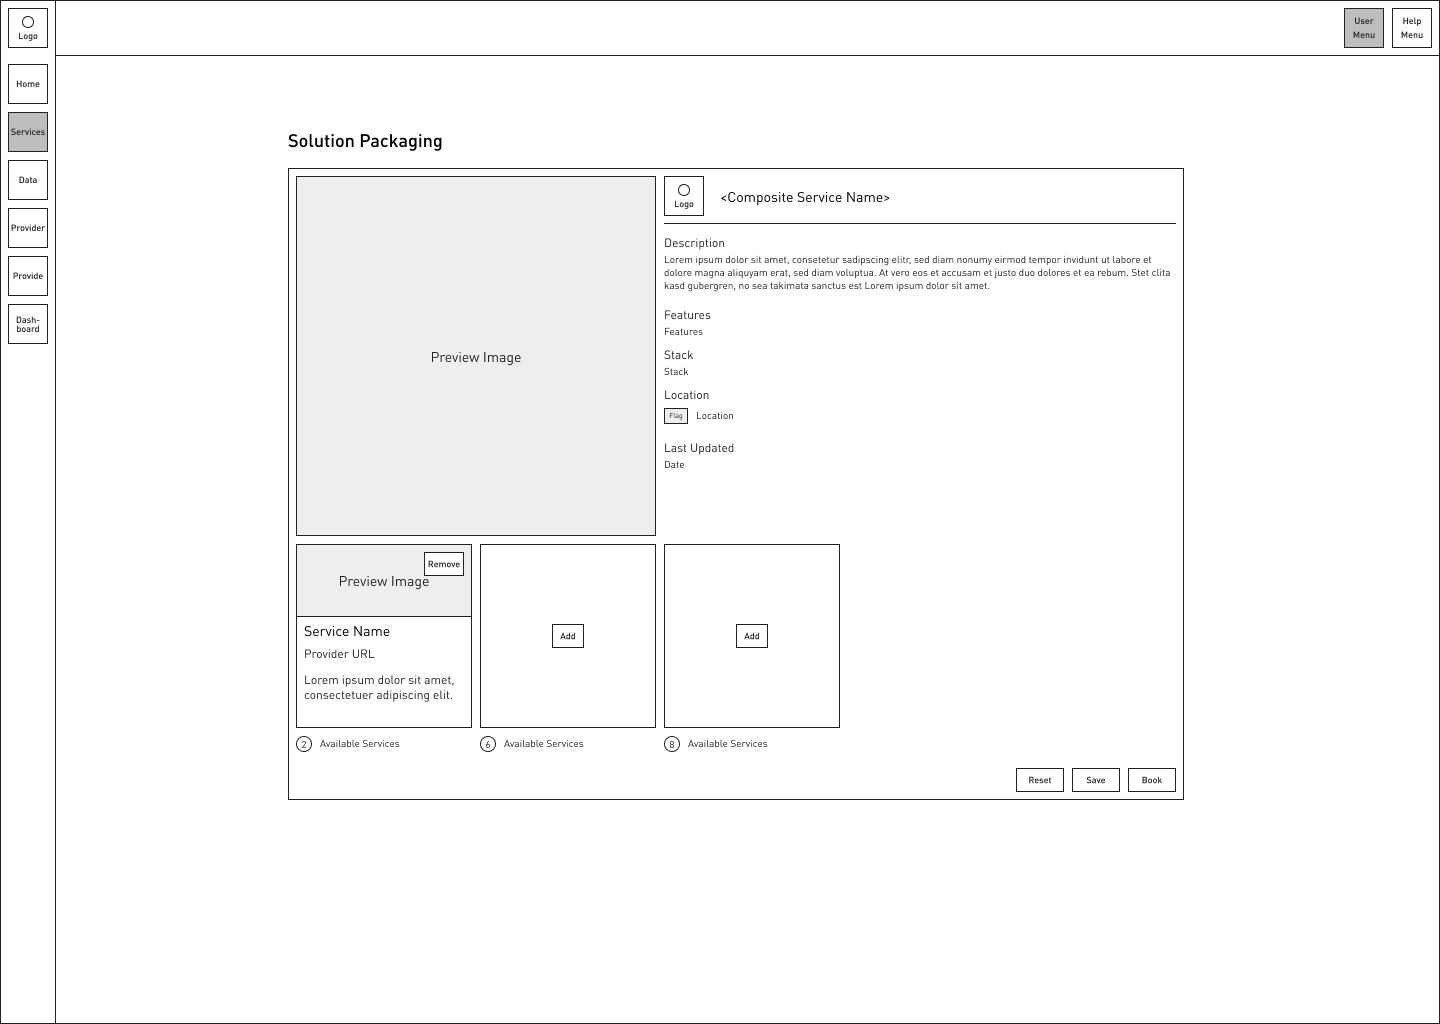 Logo
User
Menu
Help
Menu
Home
Services
Data
Provider
Provide
Dash-
board
Solution Packaging
Preview Image
Logo
<Composite Service Name>
Description
Lorem ipsum dolor sit amet, consetetur sadipscing elitr, sed diam nonumy eirmod tempor invidunt ut labore et
dolore magna aliquyam erat, sed diam voluptua. At vero eos et accusam et justo duo dolores et ea rebum. Stet clita
kasd gubergren, no sea takimata sanctus est Lorem ipsum dolor sit amet.
Features
Features
Stack
Stack
Location
Flag Location
Last Updated
Date
Remove
Preview Image
Service Name
Provider URL
Lorem ipsum dolor sit amet,
consectetuer adipiscing elit.
Add
Add
2 Available Services
6 Available Services
8 Available Services
Reset
Save
Book